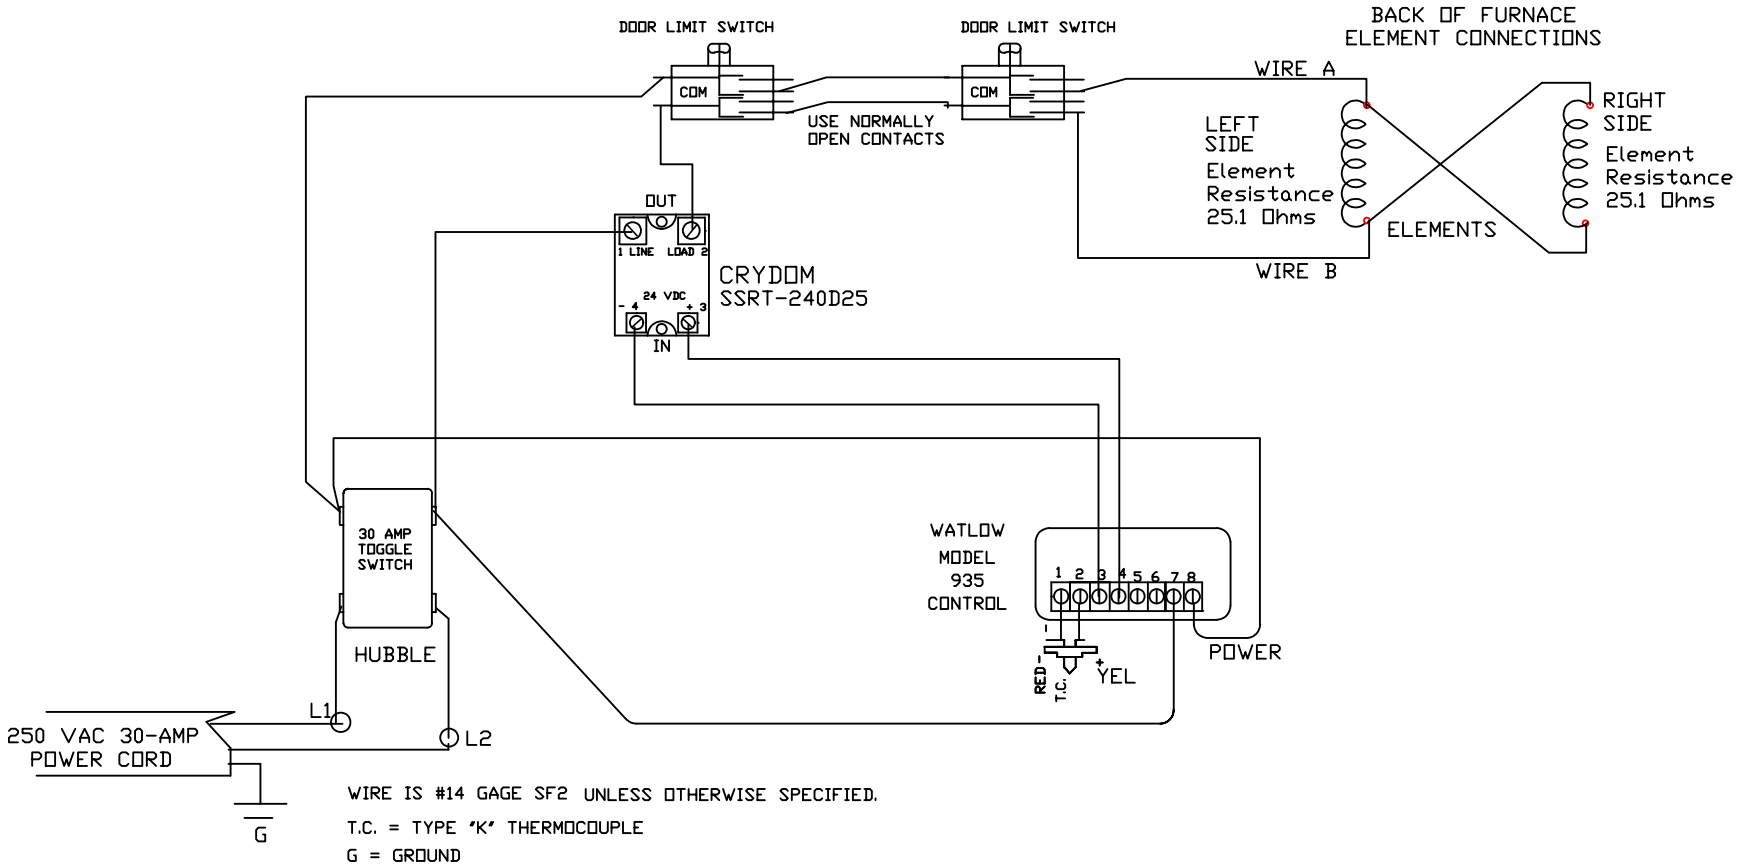 DOOR LIMIT SWITCH
DOOR LIMIT SWITCH
BACK OF FURNACE
ELEMENT CONNECTIONS
COM
COM
WIRE A
USE NORMALLY
OPEN CONTACTS
LEFT
SIDE
Element
Resistance
25.1 Ohms
RIGHT
SIDE
Element
Resistance
25.1 Ohms
ELEMENTS
WIRE B
OUT
1 LINE
LOAD 2
24 VDC
- 4
+ 3
IN
CRYDOM
SSRT-240D25
30 AMP
TOGGLE
SWITCH
HUBBLE
WATLOW
MODEL
935
CONTROL
1 2 3 4 5 6 7 8
-
RED-
T.C.
+
YEL
POWER
L1
L2
250 VAC 30-AMP
POWER CORD
G
WIRE IS #14 GAGE SF2 UNLESS OTHERWISE SPECIFIED.
T.C. = TYPE "K" THERMOCOUPLE
G = GROUND